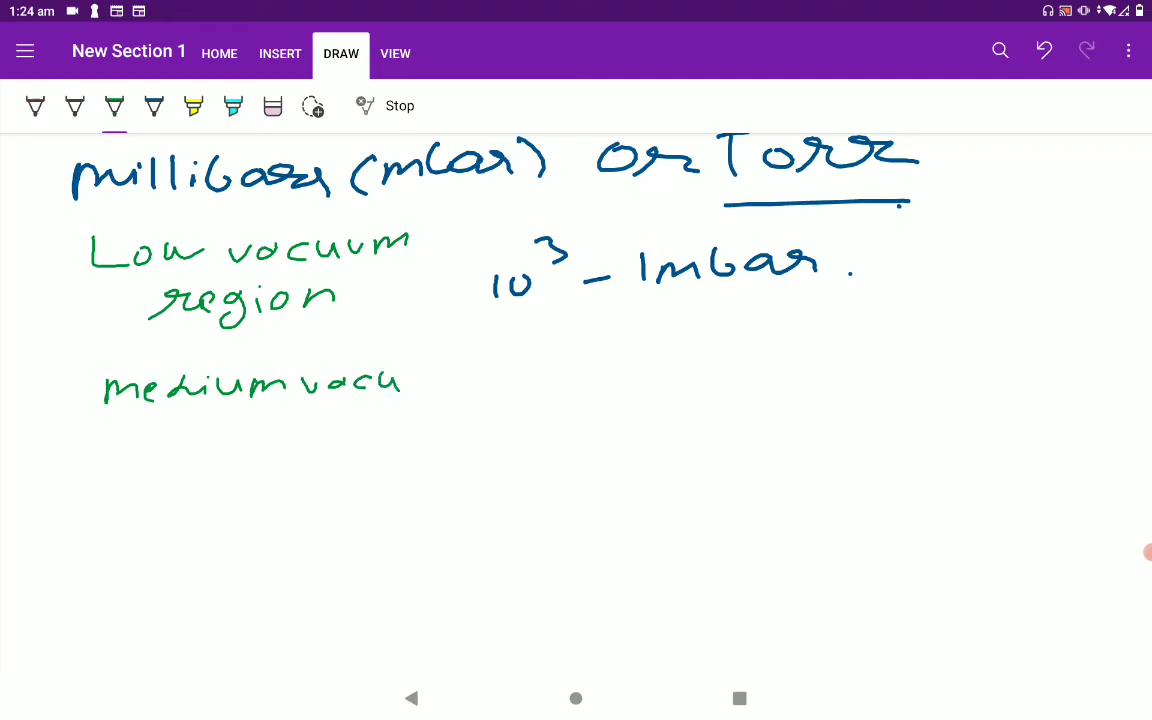 1:24 am
New Section 1 HOME INSERT DRAW VIEW
Stop
millibar (mbar) or Torr
Low vacuum region
10³ - 1mbar.
medium vacu